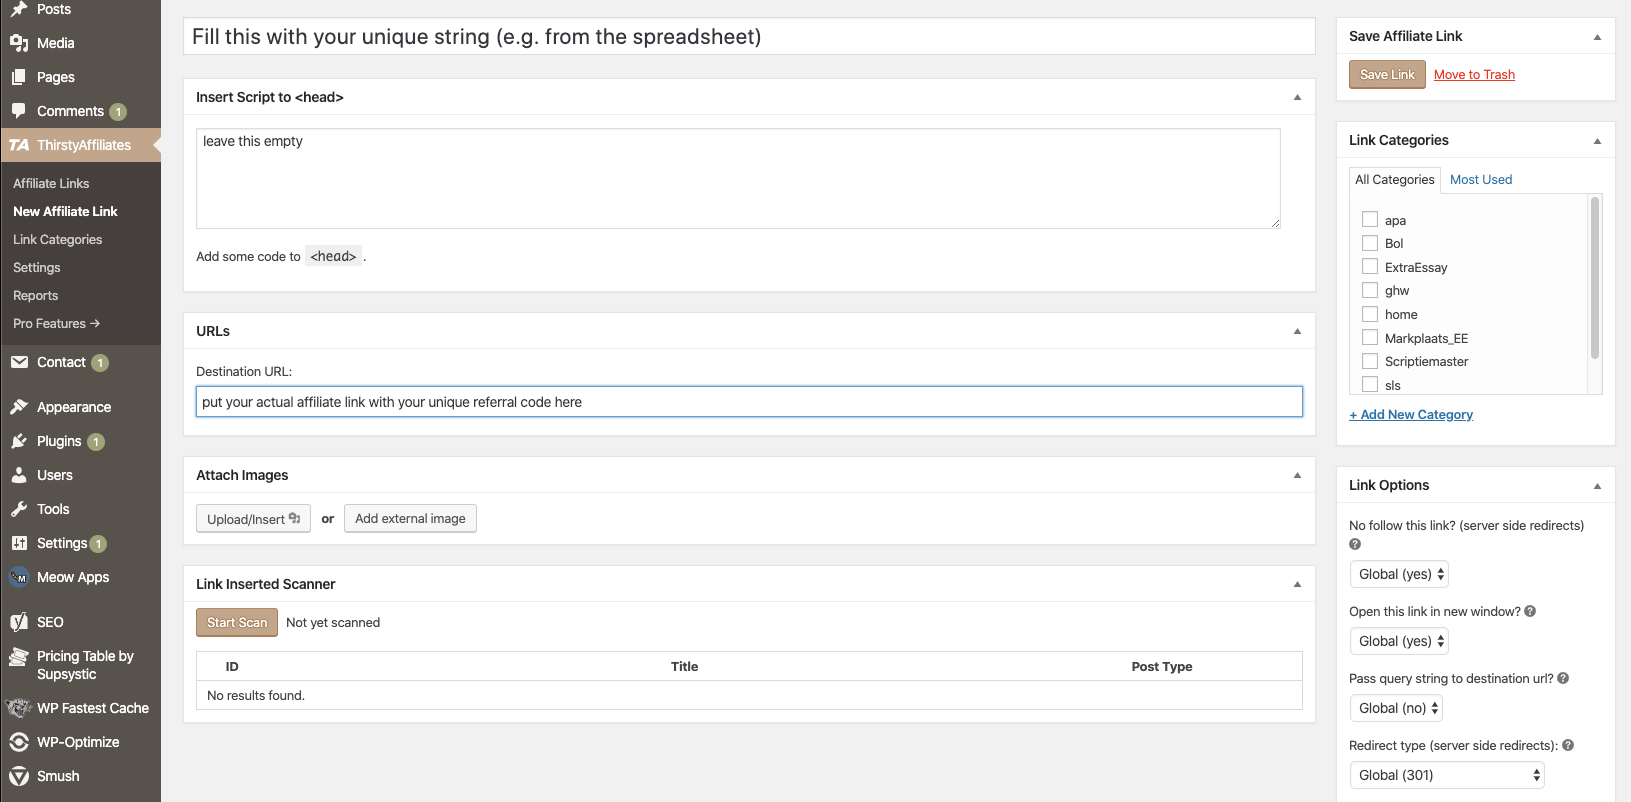 Posts
Media
Pages
Comments 1
TA ThirstyAffiliates
Affiliate Links
New Affiliate Link
Link Categories
Settings
Reports
Pro Features →
Contact 1
Appearance
Plugins 1
Users
Tools
Settings 1
Meow Apps
SEO
Pricing Table by
Supsystic
WP Fastest Cache
WP-Optimize
Smush
Fill this with your unique string (e.g. from the spreadsheet)
Insert Script to <head>
leave this empty
Add some code to <head> .
URLs
Destination URL:
put your actual affiliate link with your unique referral code here
Attach Images
Upload/Insert or Add external image
Link Inserted Scanner
Start Scan Not yet scanned
ID Title Post Type
No results found.
Save Affiliate Link
Save Link Move to Trash
Link Categories
All Categories Most Used
apa
Bol
ExtraEssay
ghw
home
Markplaats_EE
Scriptiemaster
sls
+ Add New Category
Link Options
No follow this link? (server side redirects)
?
Global (yes)
Open this link in new window? ?
Global (yes)
Pass query string to destination url? ?
Global (no)
Redirect type (server side redirects): ?
Global (301)